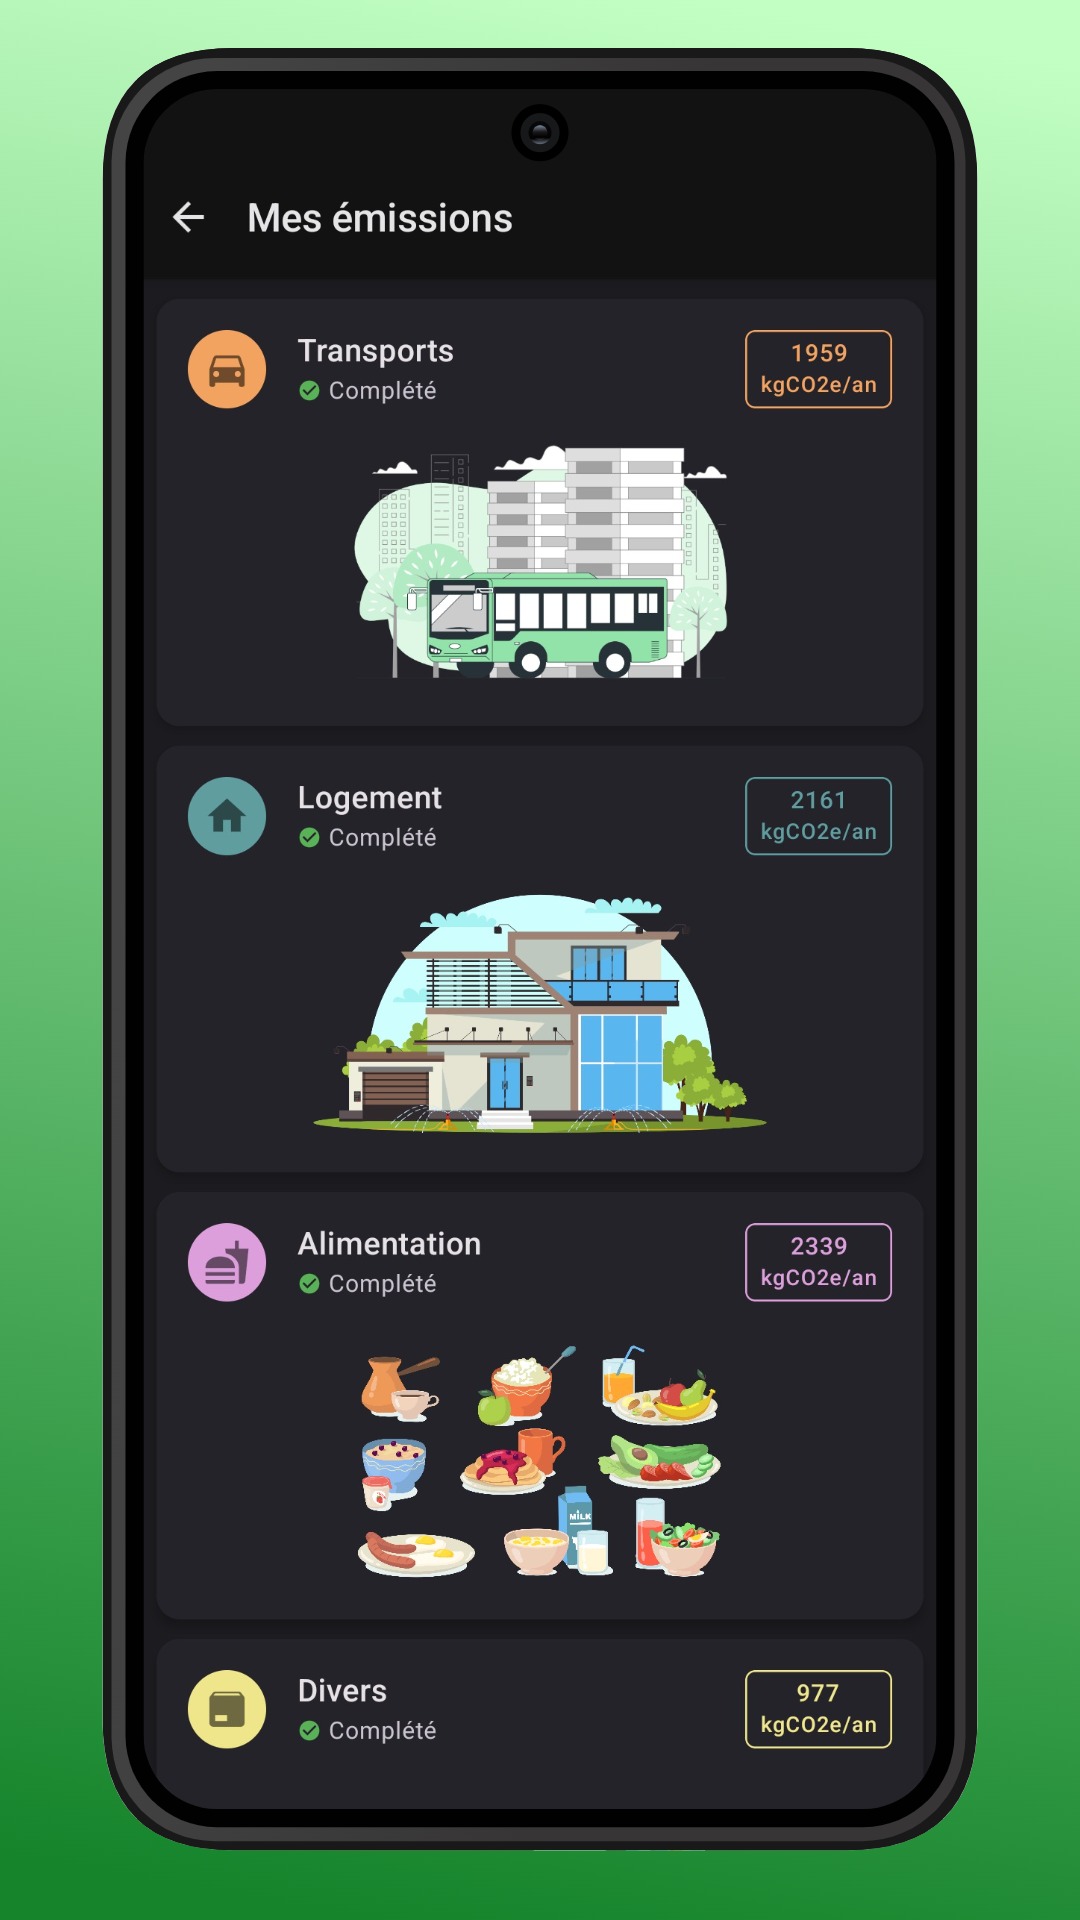 Mes émissions
Transports
Complété
1959
kgCO2e/an
Logement
Complété
2161
kgCO2e/an
Alimentation
Complété
2339
kgCO2e/an
MILK
Divers
Complété
977
kgCO2e/an